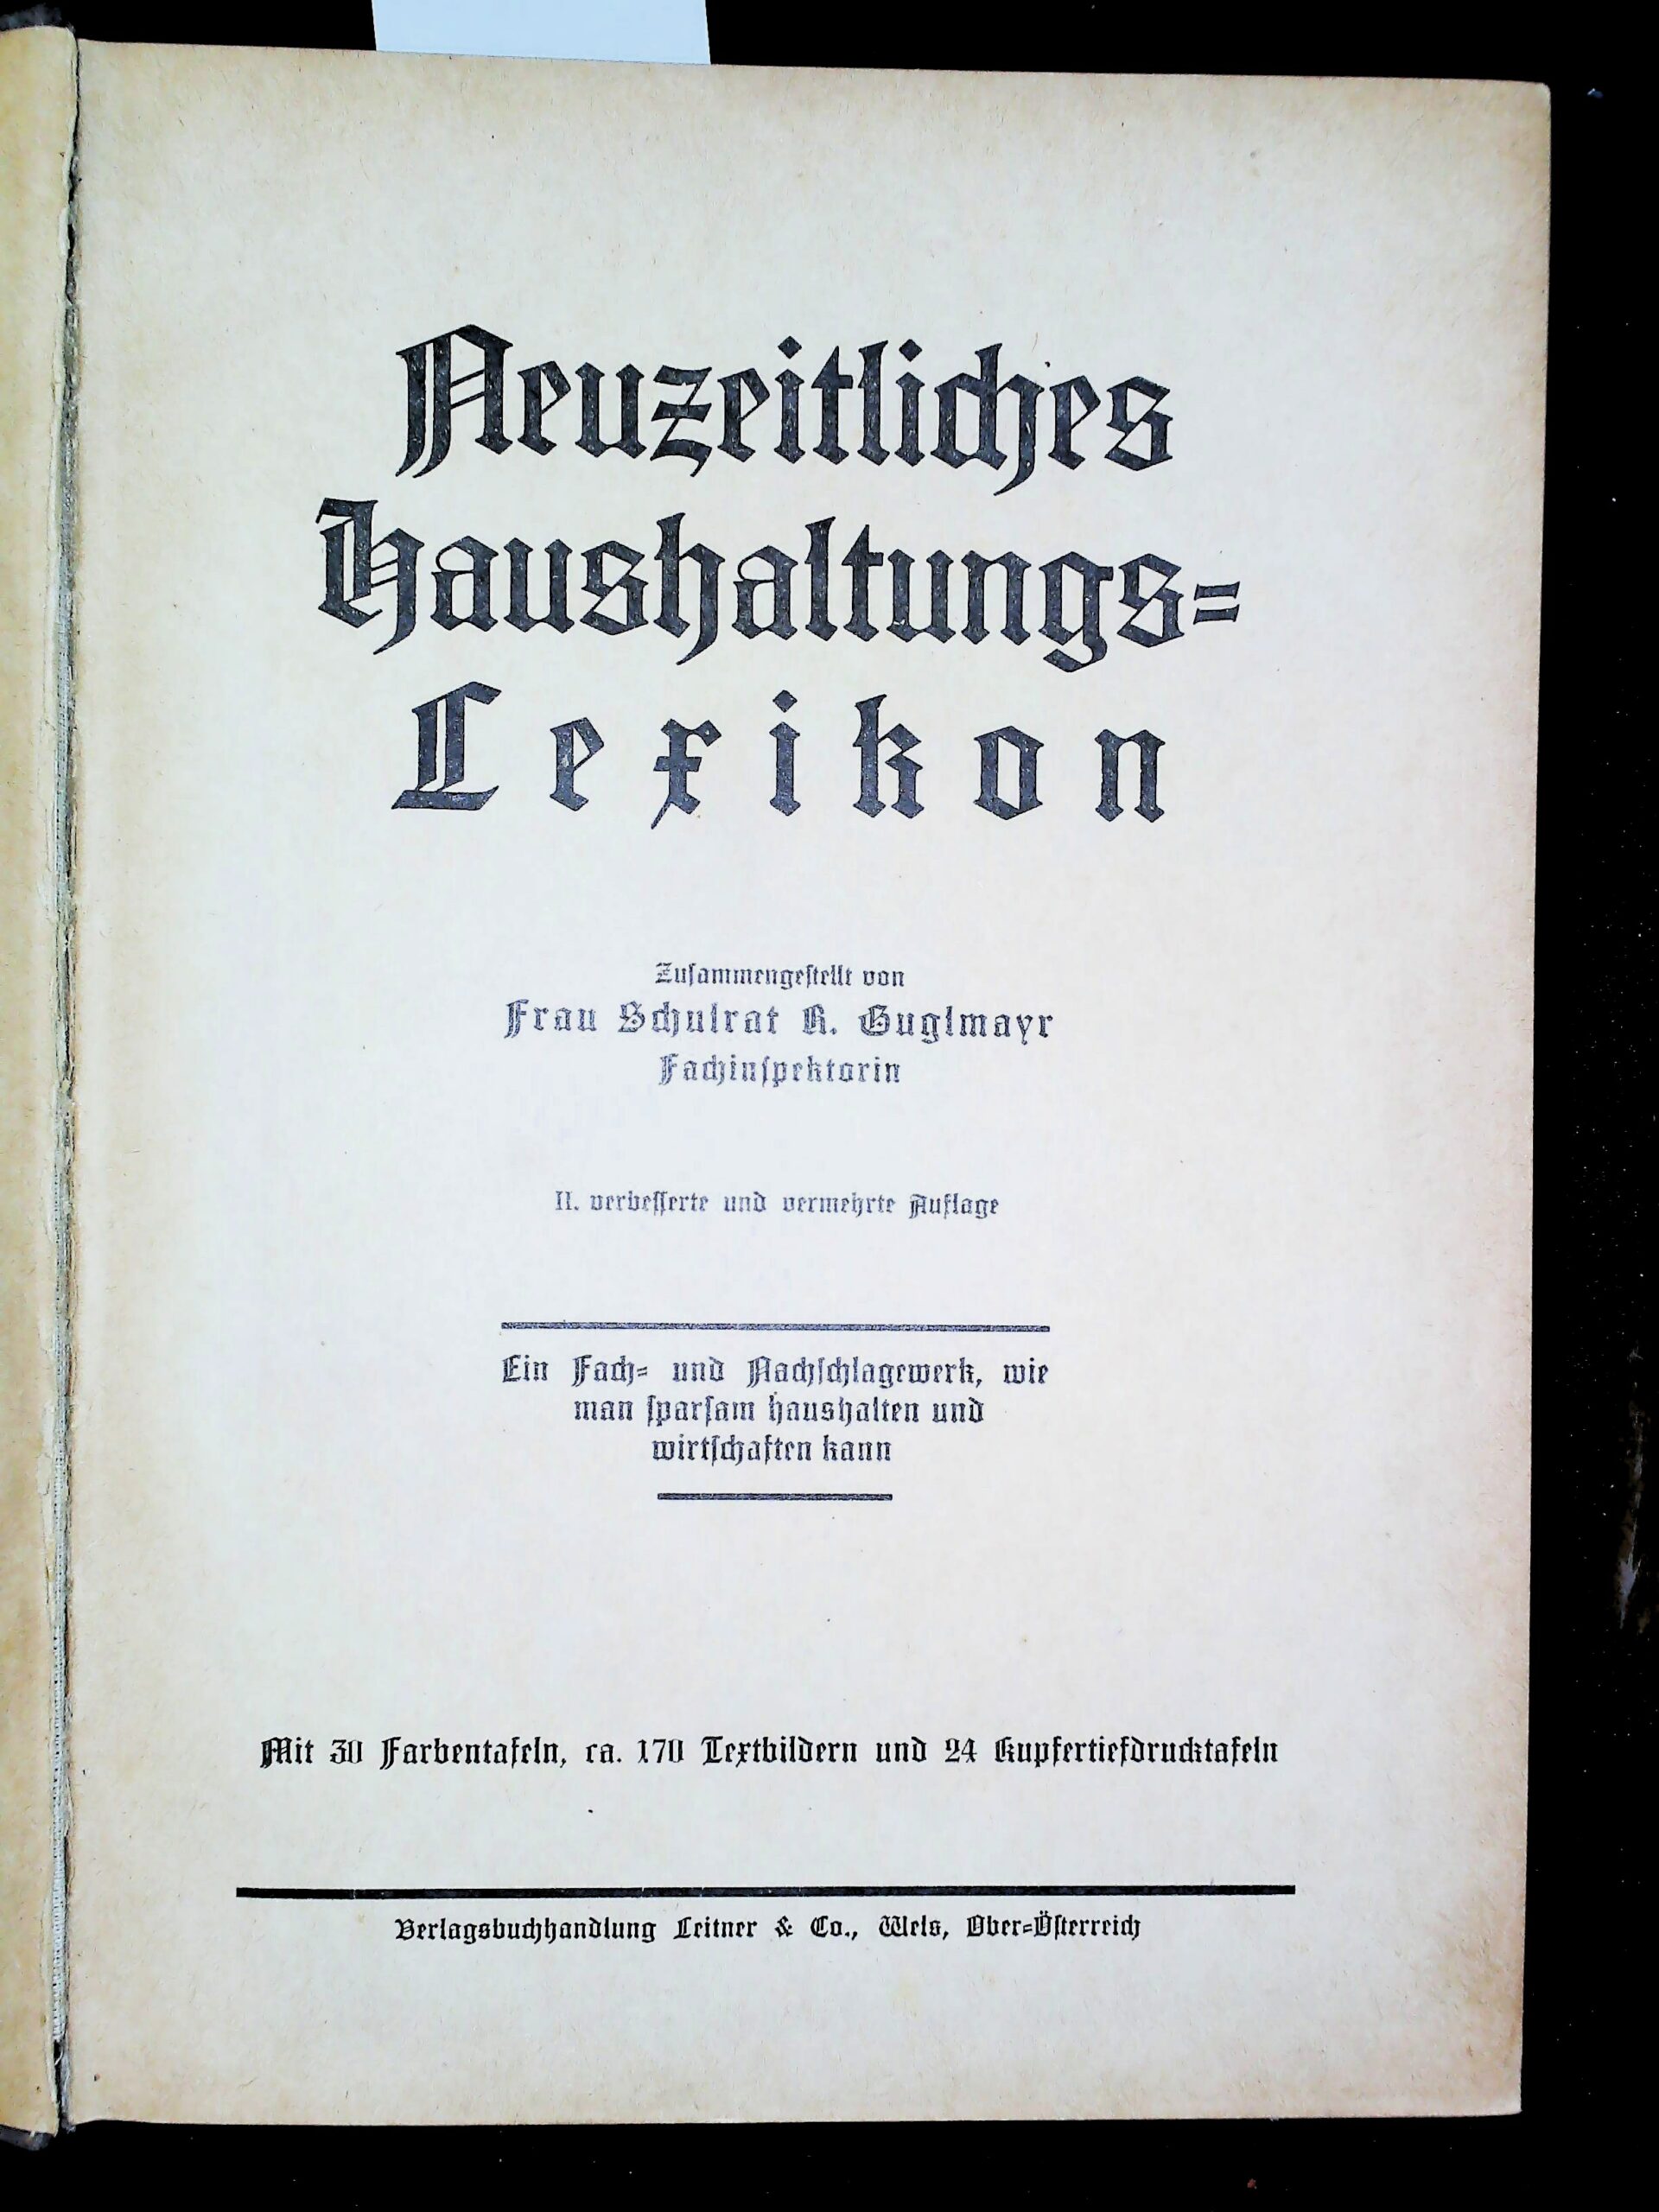 Neuzeitliches
Haushaltungs=
Lexikon
Zuſammengeſtellt von
Frau Schulrat R. Guglmayr
Fachinſpektorin
II. verbeſſerte und vermehrte Auflage
Ein Fach= und Nachſchlagewerk, wie
man ſparſam haushalten und
wirtſchaften kann
Mit 30 Farbentafeln, ca. 170 Textbildern und 24 Kupfertiefdrucktafeln
Verlagsbuchhandlung Leitner & Co., Wels, Ober=Öſterreich